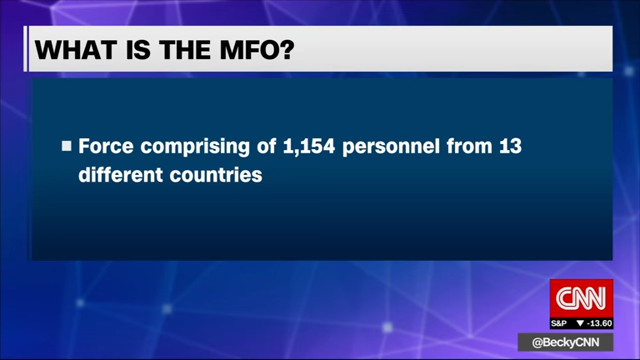 WHAT IS THE MFO?
■ Force comprising of 1,154 personnel from 13
different countries
CNN
S&P ▼ -13.60
@BeckyCNN